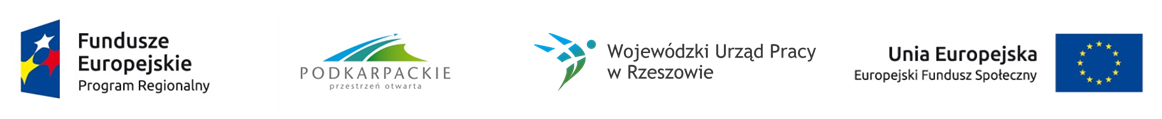 Fundusze
Europejskie
Program Regionalny
PODKARPACKIE
przestrzeń otwarta
Wojewódzki Urząd Pracy
w Rzeszowie
Unia Europejska
Europejski Fundusz Społeczny